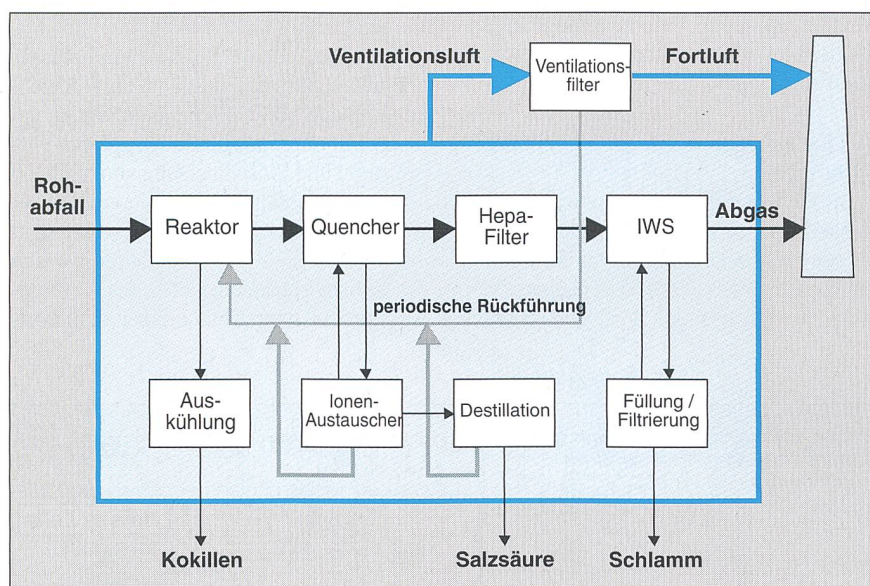 Ventilationsluft
Ventilations-
filter
Fortluft
Roh-
abfall
Reaktor
Quencher
Hepa-
Filter
IWS
Abgas
periodische Rückführung
Aus-
kühlung
Ionen-
Austauscher
Destillation
Füllung /
Filtrierung
Kokillen
Salzsäure
Schlamm